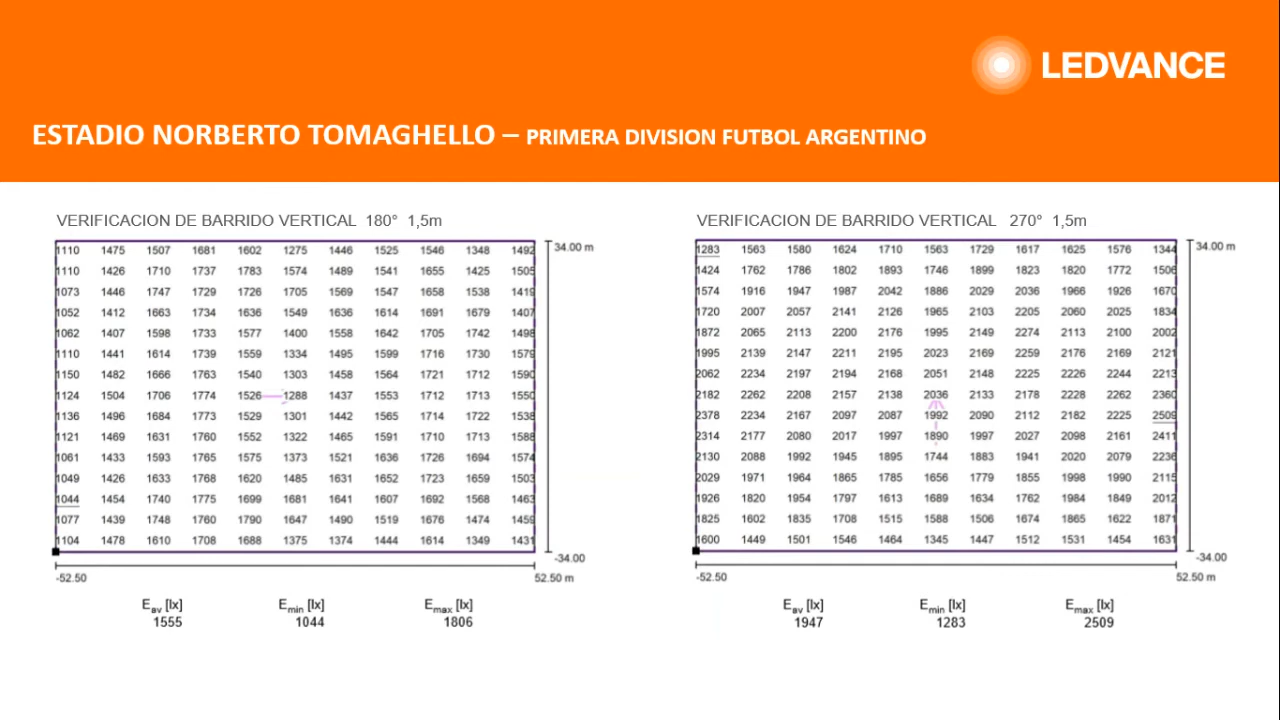 LEDVANCE
ESTADIO NORBERTO TOMAGHELLO – PRIMERA DIVISION FUTBOL ARGENTINO
VERIFICACION DE BARRIDO VERTICAL 180° 1,5m
1110 1475 1507 1681 1602 1275 1446 1525 1546 1348 1492
1110 1426 1710 1737 1783 1574 1489 1541 1655 1425 1505
1073 1446 1747 1729 1726 1705 1569 1547 1658 1538 1419
1052 1412 1663 1734 1636 1549 1636 1614 1691 1679 1407
1062 1407 1598 1733 1577 1400 1558 1642 1705 1742 1498
1110 1441 1614 1739 1559 1334 1495 1599 1716 1730 1579
1150 1482 1666 1763 1540 1303 1458 1564 1721 1712 1590
1124 1504 1706 1774 1526 1288 1437 1553 1712 1713 1550
1136 1496 1684 1773 1529 1301 1442 1565 1714 1722 1538
1121 1469 1631 1760 1552 1322 1465 1591 1710 1713 1588
1061 1433 1593 1765 1575 1373 1521 1636 1726 1694 1574
1049 1426 1633 1768 1620 1485 1631 1652 1723 1659 1503
1044 1454 1740 1775 1699 1681 1641 1607 1692 1568 1463
1077 1439 1748 1760 1790 1647 1490 1519 1676 1474 1459
1104 1478 1610 1708 1688 1375 1374 1444 1614 1349 1431
34.00 m
-34.00
-52.50 52.50 m
Eav [lx] Emin [lx] Emax [lx]
1555 1044 1806
VERIFICACION DE BARRIDO VERTICAL 270° 1,5m
1283 1563 1580 1624 1710 1563 1729 1617 1625 1576 1344
1424 1762 1786 1802 1893 1746 1899 1823 1820 1772 1506
1574 1916 1947 1987 2042 1886 2029 2036 1966 1926 1670
1720 2007 2057 2141 2126 1965 2103 2205 2060 2025 1834
1872 2065 2113 2200 2176 1995 2149 2274 2113 2100 2002
1995 2139 2147 2211 2195 2023 2169 2259 2176 2169 2121
2062 2234 2197 2194 2168 2051 2148 2225 2226 2244 2213
2182 2262 2208 2157 2138 2036 2133 2178 2228 2262 2360
2378 2234 2167 2097 2087 1992 2090 2112 2182 2225 2509
2314 2177 2080 2017 1997 1890 1997 2027 2098 2161 2411
2130 2088 1992 1945 1895 1744 1883 1941 2020 2079 2236
2029 1971 1964 1865 1785 1656 1779 1855 1998 1990 2115
1926 1820 1954 1797 1613 1689 1634 1762 1984 1849 2012
1825 1602 1835 1708 1515 1588 1506 1674 1865 1622 1871
1600 1449 1501 1546 1464 1345 1447 1512 1531 1454 1631
34.00 m
-34.00
-52.50 52.50 m
Eav [lx] Emin [lx] Emax [lx]
1947 1283 2509